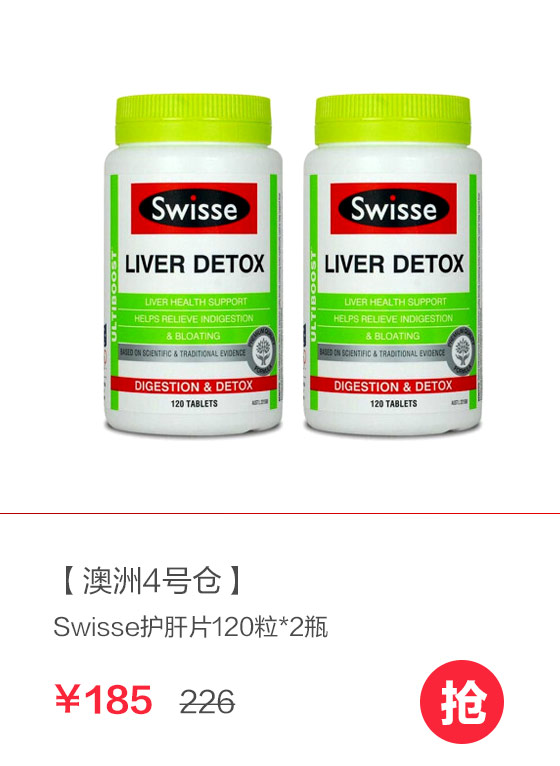 Swisse
LIVER DETOX
ULTIBOOST
LIVER HEALTH SUPPORT
HELPS RELIEVE INDIGESTION
& BLOATING
BASED ON SCIENTIFIC & TRADITIONAL EVIDENCE
DIGESTION & DETOX
120 TABLETS
Swisse
LIVER DETOX
ULTIBOOST
LIVER HEALTH SUPPORT
HELPS RELIEVE INDIGESTION
& BLOATING
BASED ON SCIENTIFIC & TRADITIONAL EVIDENCE
DIGESTION & DETOX
120 TABLETS
【澳洲4号仓】
Swisse护肝片120粒*2瓶
¥185 226
抢